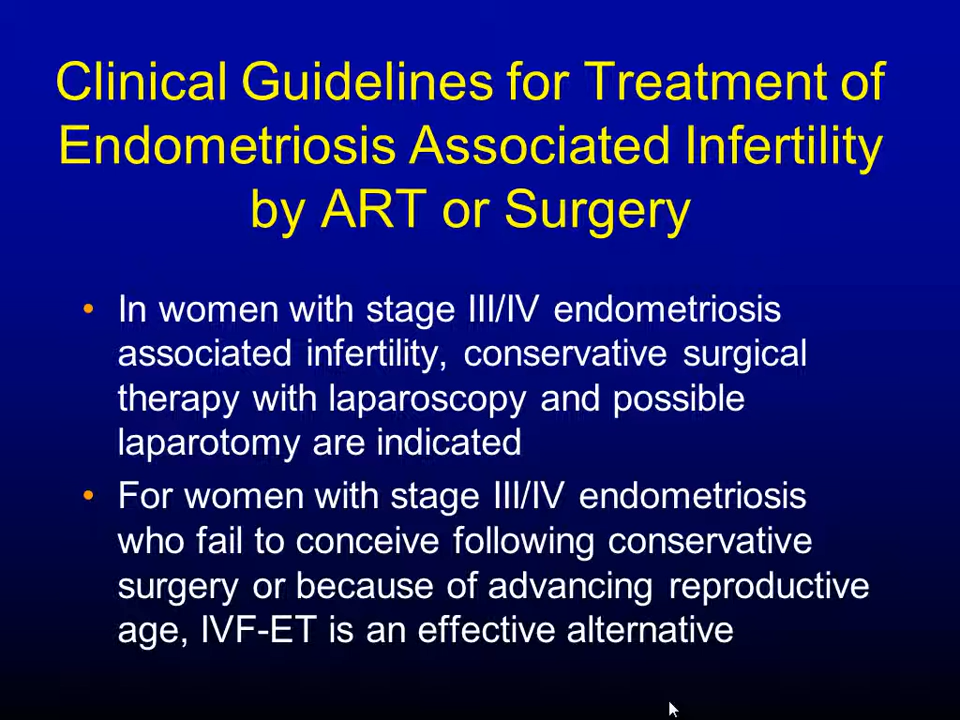 Clinical Guidelines for Treatment of
Endometriosis Associated Infertility
by ART or Surgery
• In women with stage III/IV endometriosis
associated infertility, conservative surgical
therapy with laparoscopy and possible
laparotomy are indicated
• For women with stage III/IV endometriosis
who fail to conceive following conservative
surgery or because of advancing reproductive
age, IVF-ET is an effective alternative